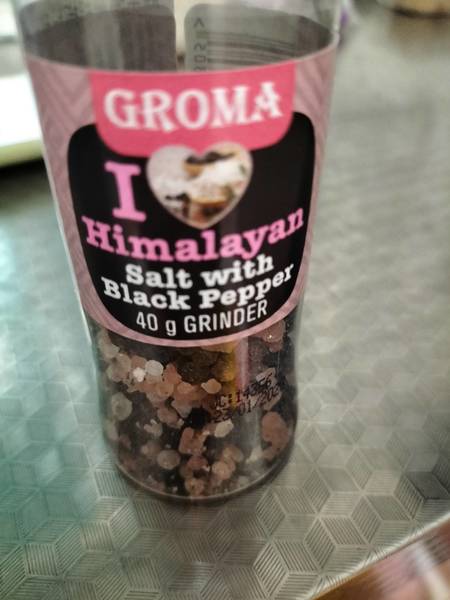 GROMA
I
Himalayan
Salt with
Black Pepper
40 g GRINDER